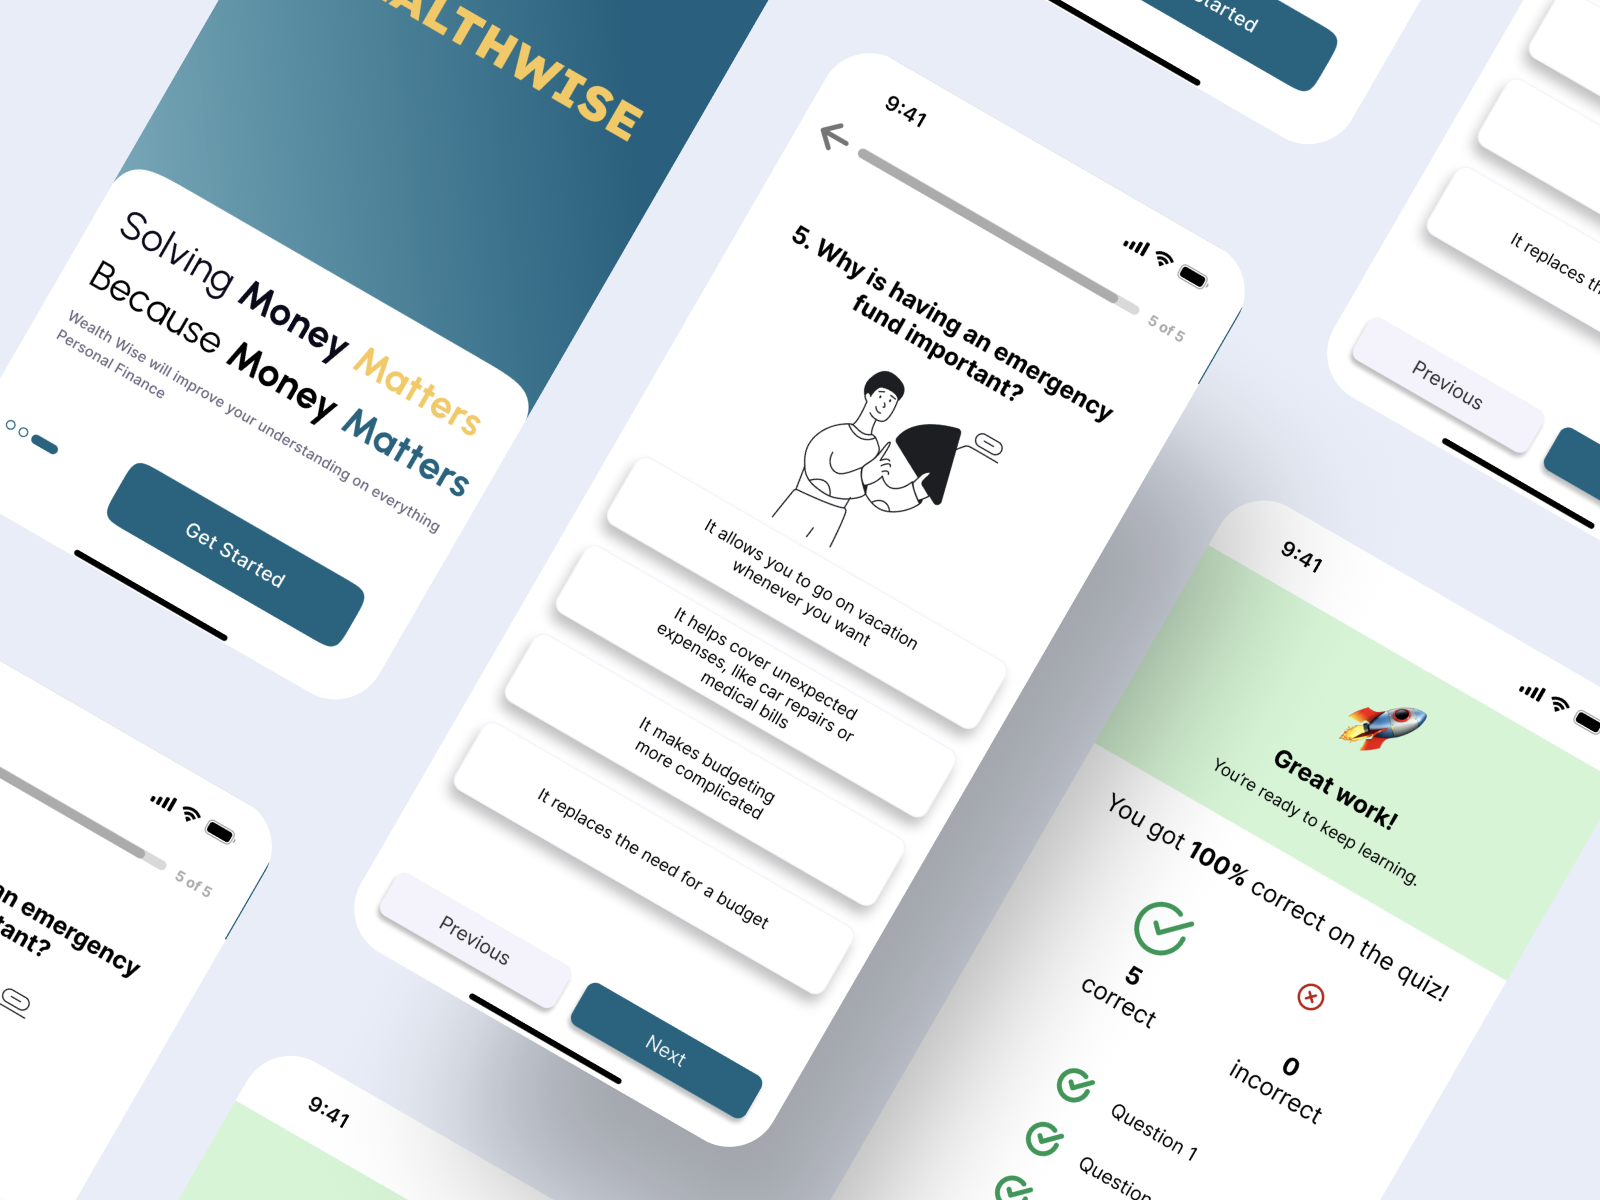 ALTHWISE
Solving Money Matters
Because Money Matters
Wealth Wise will improve your understanding on everything
Personal Finance
Get Started
9:41
5 of 5
5. Why is having an emergency
fund important?
It allows you to go on vacation
whenever you want
It helps cover unexpected
expenses, like car repairs or
medical bills
It makes budgeting
more complicated
It replaces the need for a budget
Previous
Next
Started
It replaces th
Previous
9:41
Great work!
You're ready to keep learning.
You got 100% correct on the quiz!
5
correct
0
incorrect
Question 1
Question
5 of 5
an emergency
tant?
9:41